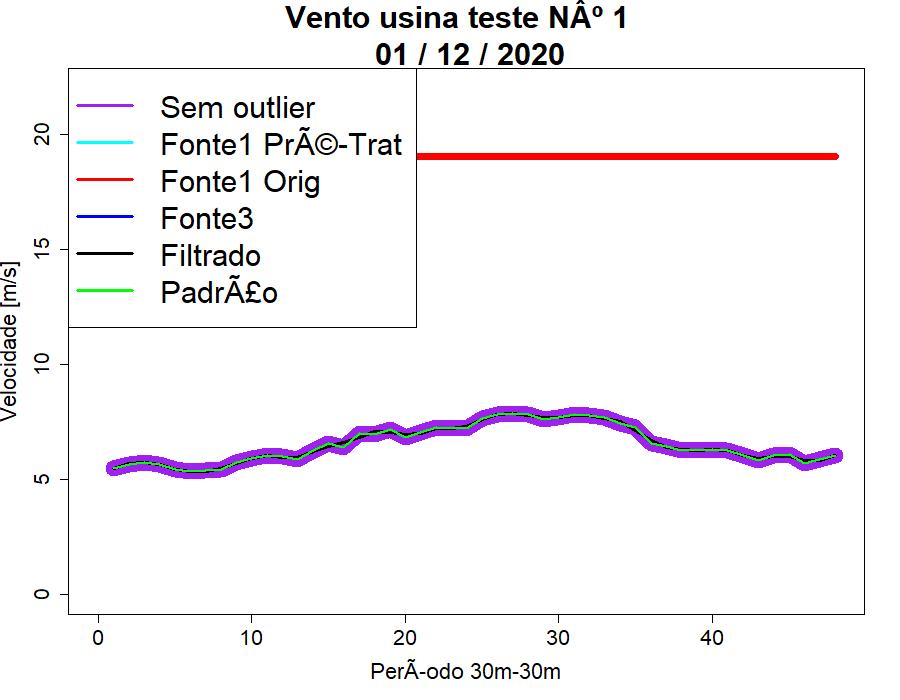 Vento usina teste NÂº 1
01 / 12 / 2020
Sem outlier
Fonte1 PrÃ©-Trat
Fonte1 Orig
Fonte3
Filtrado
PadrÃ£o
Velocidade [m/s]
20
15
10
5
0
0 10 20 30 40
PerÃ-odo 30m-30m